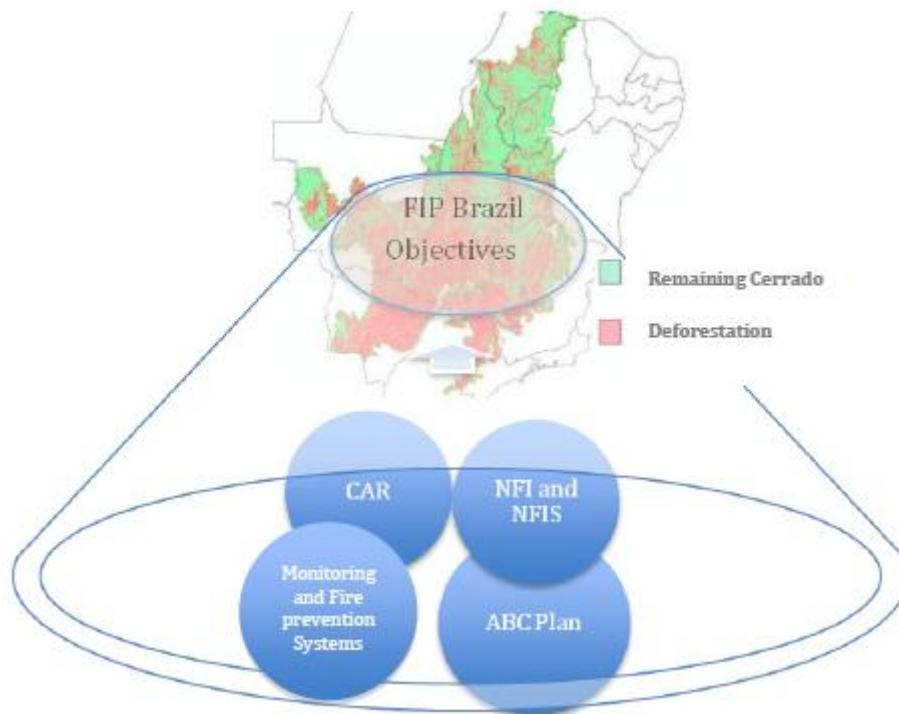 FIP Brazil
Objectives
Remaining Cerrado
Deforestation
CAR
NFI and
NFIS
Monitoring
and Fire
prevention
Systems
ABC Plan